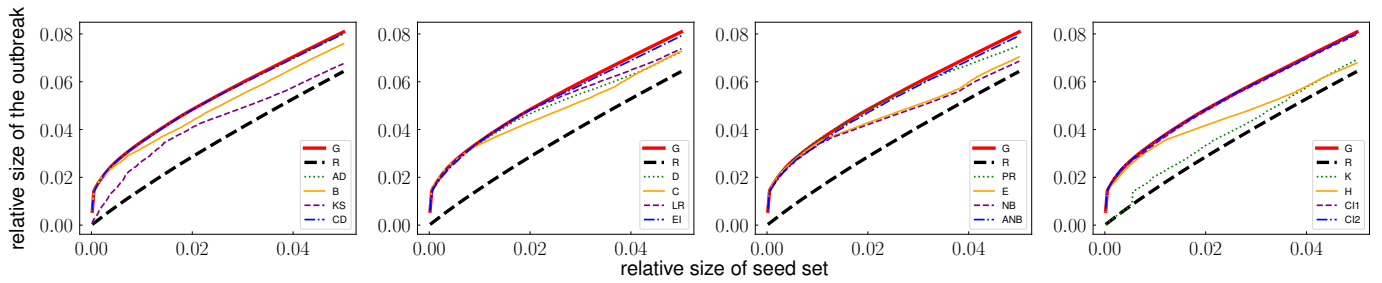 relative size of the outbreak
0.08
0.06
0.04
0.02
0.00
0.00
0.02
0.04
G
R
AD
B
KS
CD
0.08
0.06
0.04
0.02
0.00
0.00
0.02
0.04
G
R
D
C
LR
EI
0.08
0.06
0.04
0.02
0.00
0.00
0.02
0.04
G
R
PR
E
NB
ANB
0.08
0.06
0.04
0.02
0.00
0.00
0.02
0.04
G
R
K
H
CI1
CI2
relative size of seed set